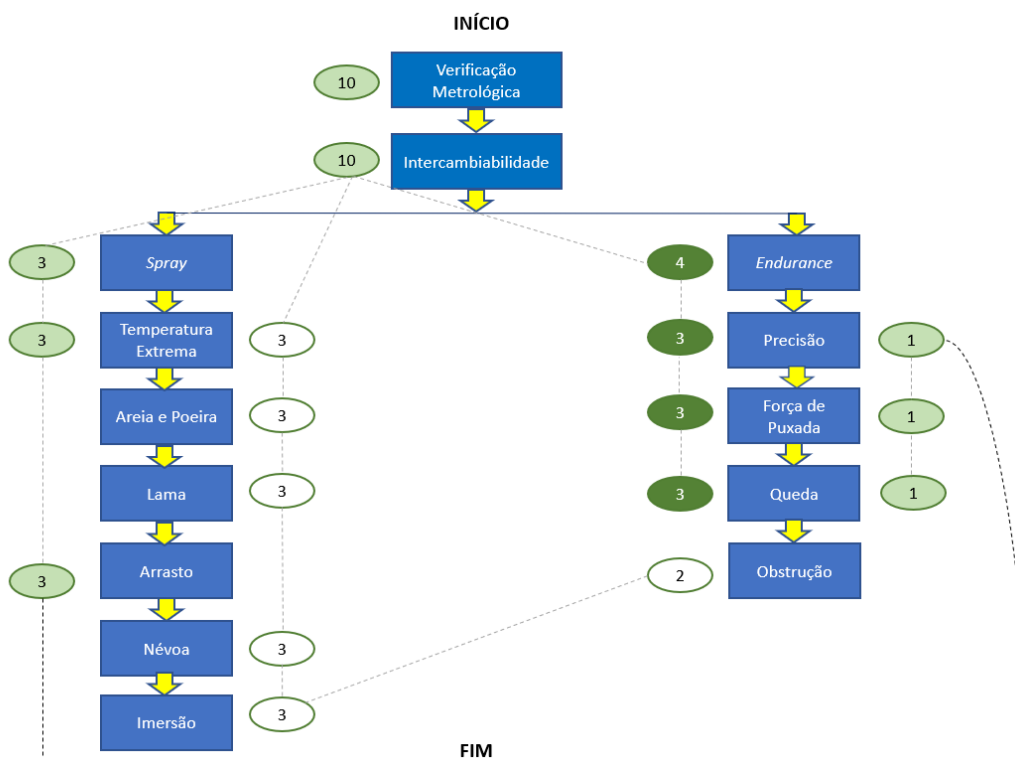 INÍCIO
10
Verificação
Metrológica
10
Intercambiabilidade
3
Spray
4
Endurance
3
Temperatura
Extrema
3
3
Precisão
1
Areia e Poeira
3
3
Força de
Puxada
1
Lama
3
3
Queda
1
3
Arrasto
2
Obstrução
Névoa
3
Imersão
3
FIM